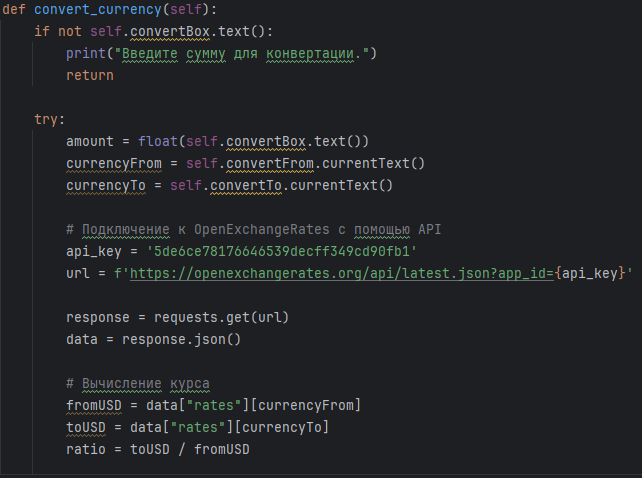 def convert_currency(self):
    if not self.convertBox.text():
        print("Введите сумму для конвертации.")
        return

    try:
        amount = float(self.convertBox.text())
        currencyFrom = self.convertFrom.currentText()
        currencyTo = self.convertTo.currentText()

        # Подключение к OpenExchangeRates с помощью API
        api_key = '5de6ce78176646539decff349cd90fb1'
        url = f'https://openexchangerates.org/api/latest.json?app_id={api_key}'

        response = requests.get(url)
        data = response.json()

        # Вычисление курса
        fromUSD = data["rates"][currencyFrom]
        toUSD = data["rates"][currencyTo]
        ratio = toUSD / fromUSD